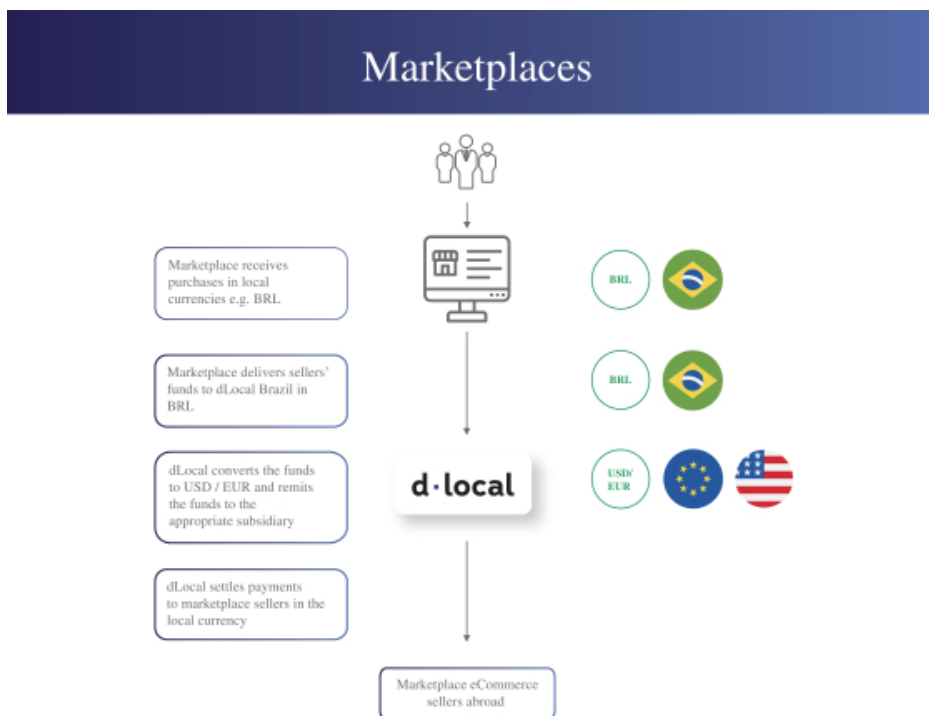 Marketplaces
Marketplace receives
purchases in local
currencies e.g. BRL
BRL
Marketplace delivers sellers'
funds to dLocal Brazil in
BRL
BRL
dLocal converts the funds
to USD / EUR and remits
the funds to the
appropriate subsidiary
d·local
USD/
EUR
dLocal settles payments
to marketplace sellers in the
local currency
Marketplace eCommerce
sellers abroad